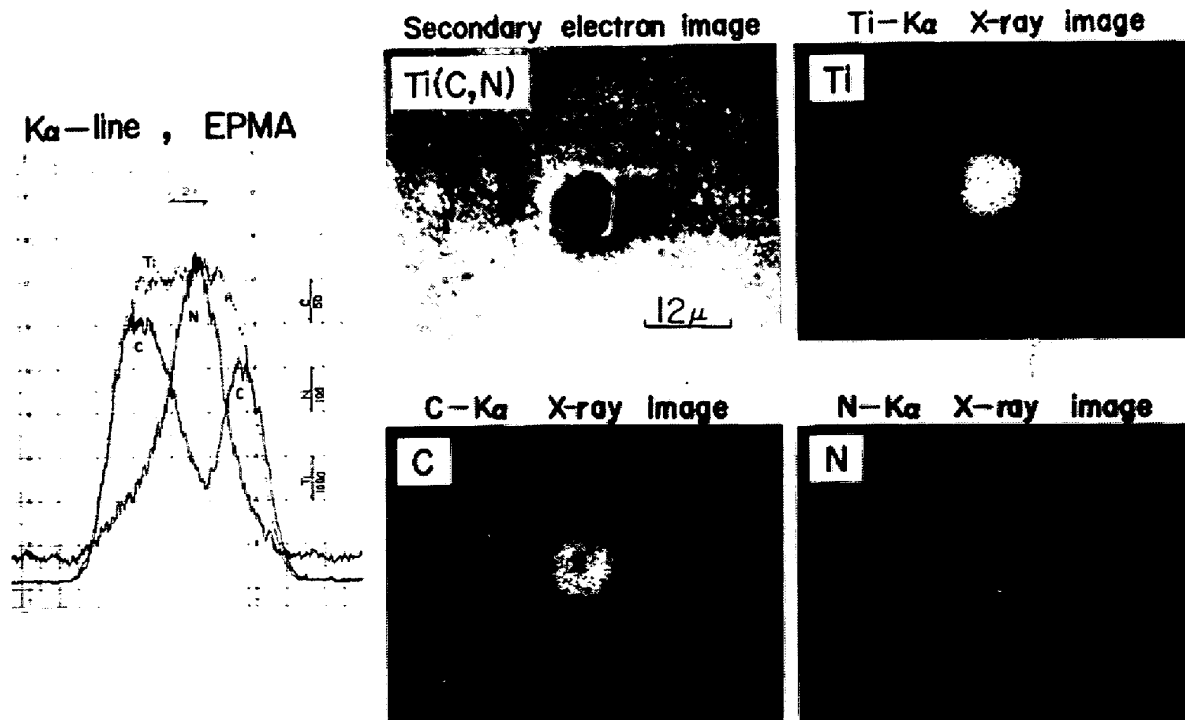 Kα-line , EPMA
Ti
N
C
C
Secondary electron image
Ti(C,N)
12μ
Ti-Kα X-ray image
Ti
C-Kα X-ray image
C
N-Kα X-ray image
N